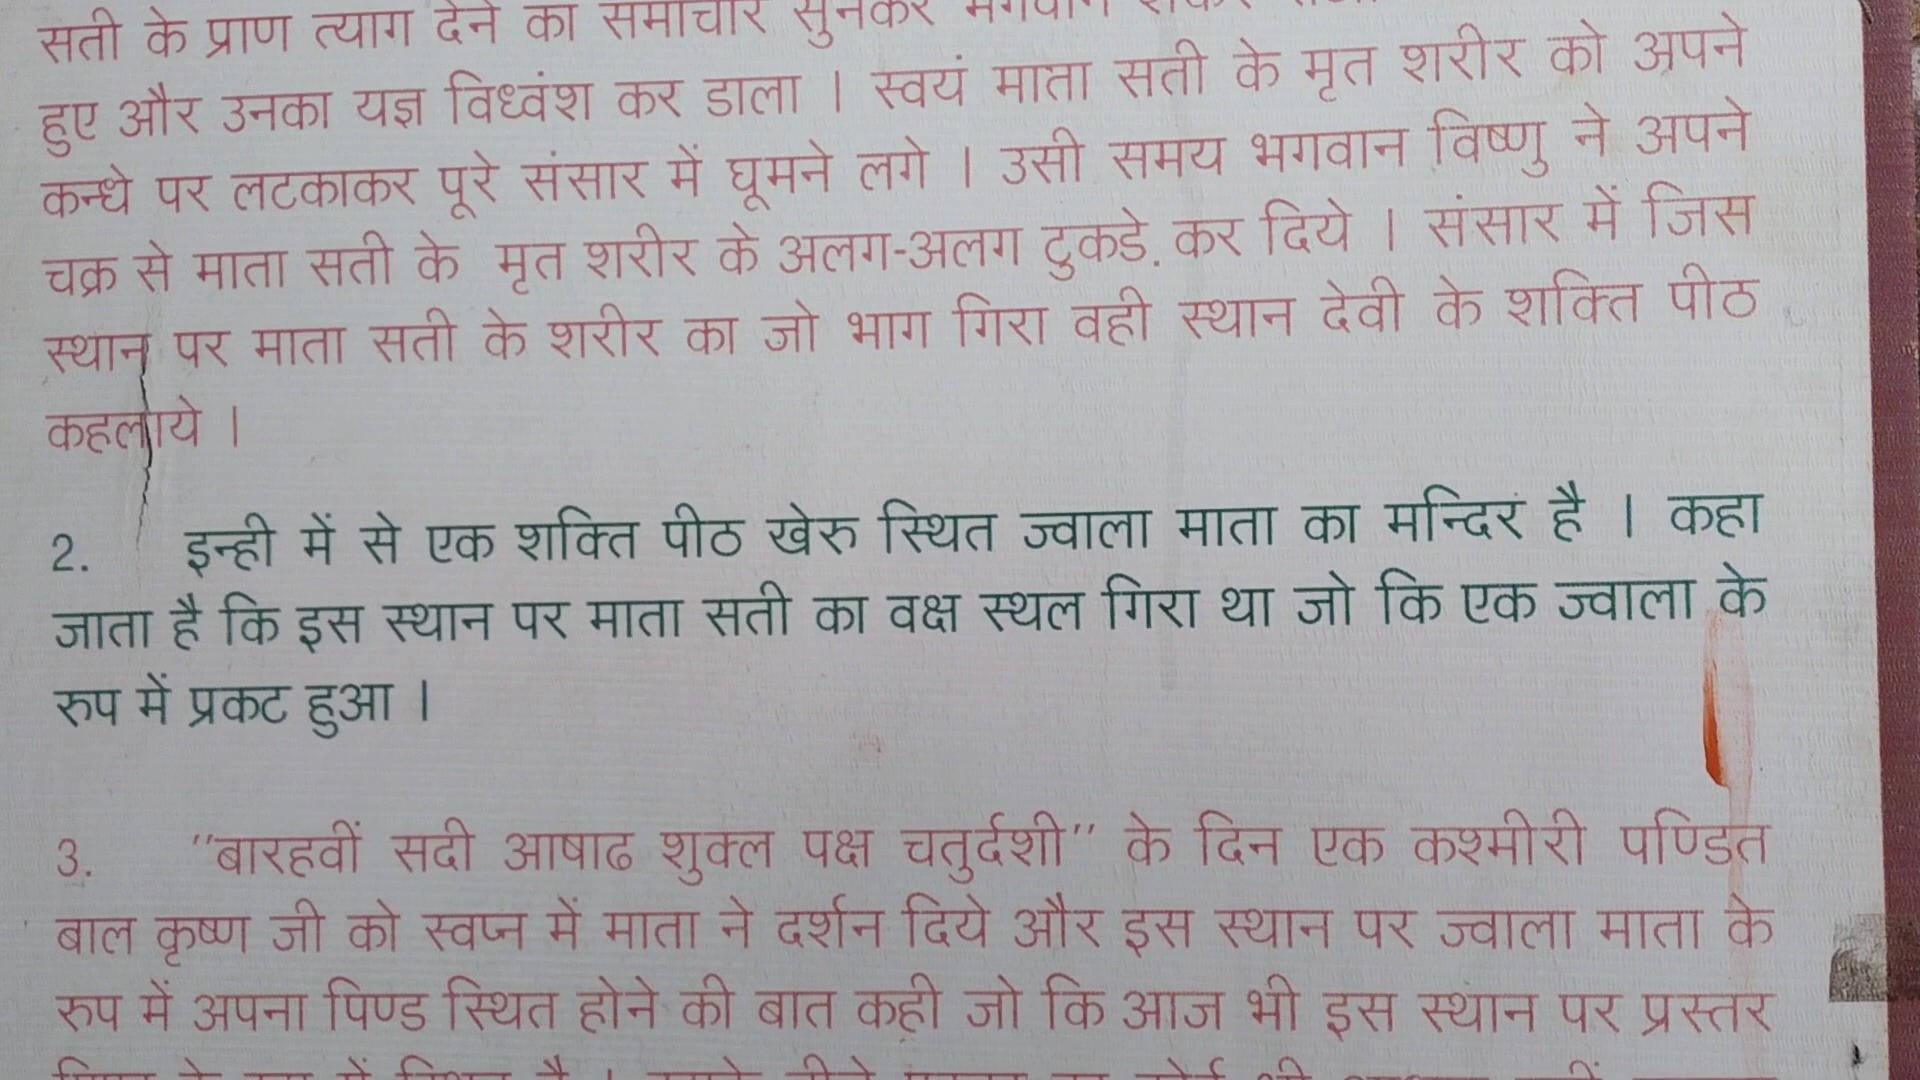 सती के प्राण त्याग देने का समाचार सुनकर
हुए और उनका यज्ञ विध्वंश कर डाला । स्वयं माता सती के मृत शरीर को अपने
कन्धे पर लटकाकर पूरे संसार में घूमने लगे । उसी समय भगवान विष्णु ने अपने
चक्र से माता सती के मृत शरीर के अलग-अलग टुकडे. कर दिये । संसार में जिस
स्थान पर माता सती के शरीर का जो भाग गिरा वही स्थान देवी के शक्ति पीठ
कहलाये ।
2. इन्ही में से एक शक्ति पीठ खेरु स्थित ज्वाला माता का मन्दिर है । कहा
जाता है कि इस स्थान पर माता सती का वक्ष स्थल गिरा था जो कि एक ज्वाला के
रुप में प्रकट हुआ ।
3. "बारहवीं सदी आषाढ शुक्ल पक्ष चतुर्दशी" के दिन एक कश्मीरी पण्डित
बाल कृष्ण जी को स्वप्न में माता ने दर्शन दिये और इस स्थान पर ज्वाला माता के
रुप में अपना पिण्ड स्थित होने की बात कही जो कि आज भी इस स्थान पर प्रस्तर